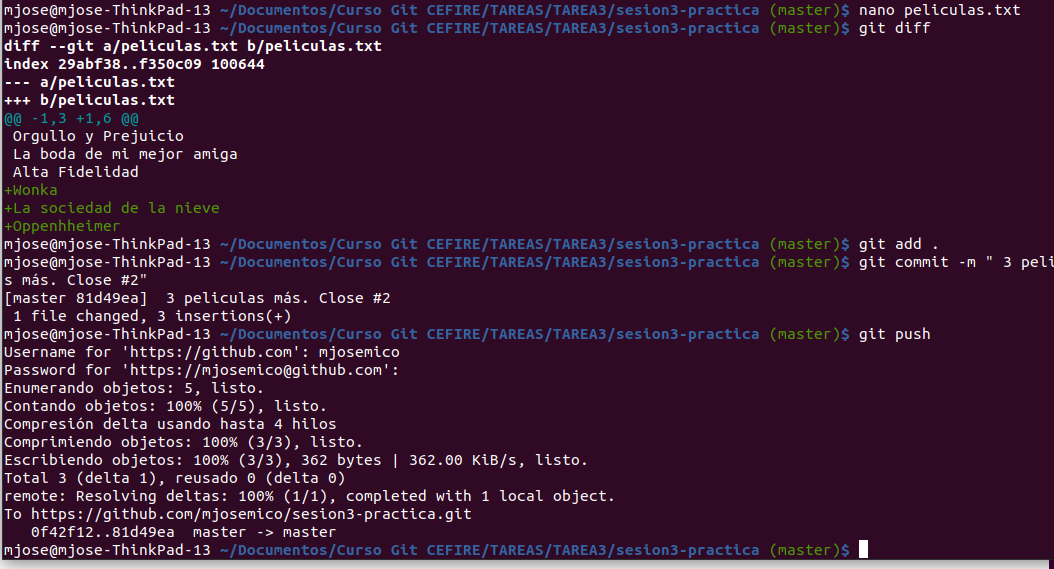 mjose@mjose-ThinkPad-13 ~/Documentos/Curso Git CEFIRE/TAREAS/TAREA3/sesion3-practica (master)$ nano peliculas.txt
mjose@mjose-ThinkPad-13 ~/Documentos/Curso Git CEFIRE/TAREAS/TAREA3/sesion3-practica (master)$ git diff
diff --git a/peliculas.txt b/peliculas.txt
index 29abf38..f350c09 100644
--- a/peliculas.txt
+++ b/peliculas.txt
@@ -1,3 +1,6 @@
 Orgullo y Prejuicio
 La boda de mi mejor amiga
 Alta Fidelidad
+Wonka
+La sociedad de la nieve
+Oppenhheimer
mjose@mjose-ThinkPad-13 ~/Documentos/Curso Git CEFIRE/TAREAS/TAREA3/sesion3-practica (master)$ git add .
mjose@mjose-ThinkPad-13 ~/Documentos/Curso Git CEFIRE/TAREAS/TAREA3/sesion3-practica (master)$ git commit -m " 3 peli
s más. Close #2"
[master 81d49ea]  3 peliculas más. Close #2
 1 file changed, 3 insertions(+)
mjose@mjose-ThinkPad-13 ~/Documentos/Curso Git CEFIRE/TAREAS/TAREA3/sesion3-practica (master)$ git push
Username for 'https://github.com': mjosemico
Password for 'https://mjosemico@github.com':
Enumerando objetos: 5, listo.
Contando objetos: 100% (5/5), listo.
Compresión delta usando hasta 4 hilos
Comprimiendo objetos: 100% (3/3), listo.
Escribiendo objetos: 100% (3/3), 362 bytes | 362.00 KiB/s, listo.
Total 3 (delta 1), reusado 0 (delta 0)
remote: Resolving deltas: 100% (1/1), completed with 1 local object.
To https://github.com/mjosemico/sesion3-practica.git
   0f42f12..81d49ea  master -> master
mjose@mjose-ThinkPad-13 ~/Documentos/Curso Git CEFIRE/TAREAS/TAREA3/sesion3-practica (master)$